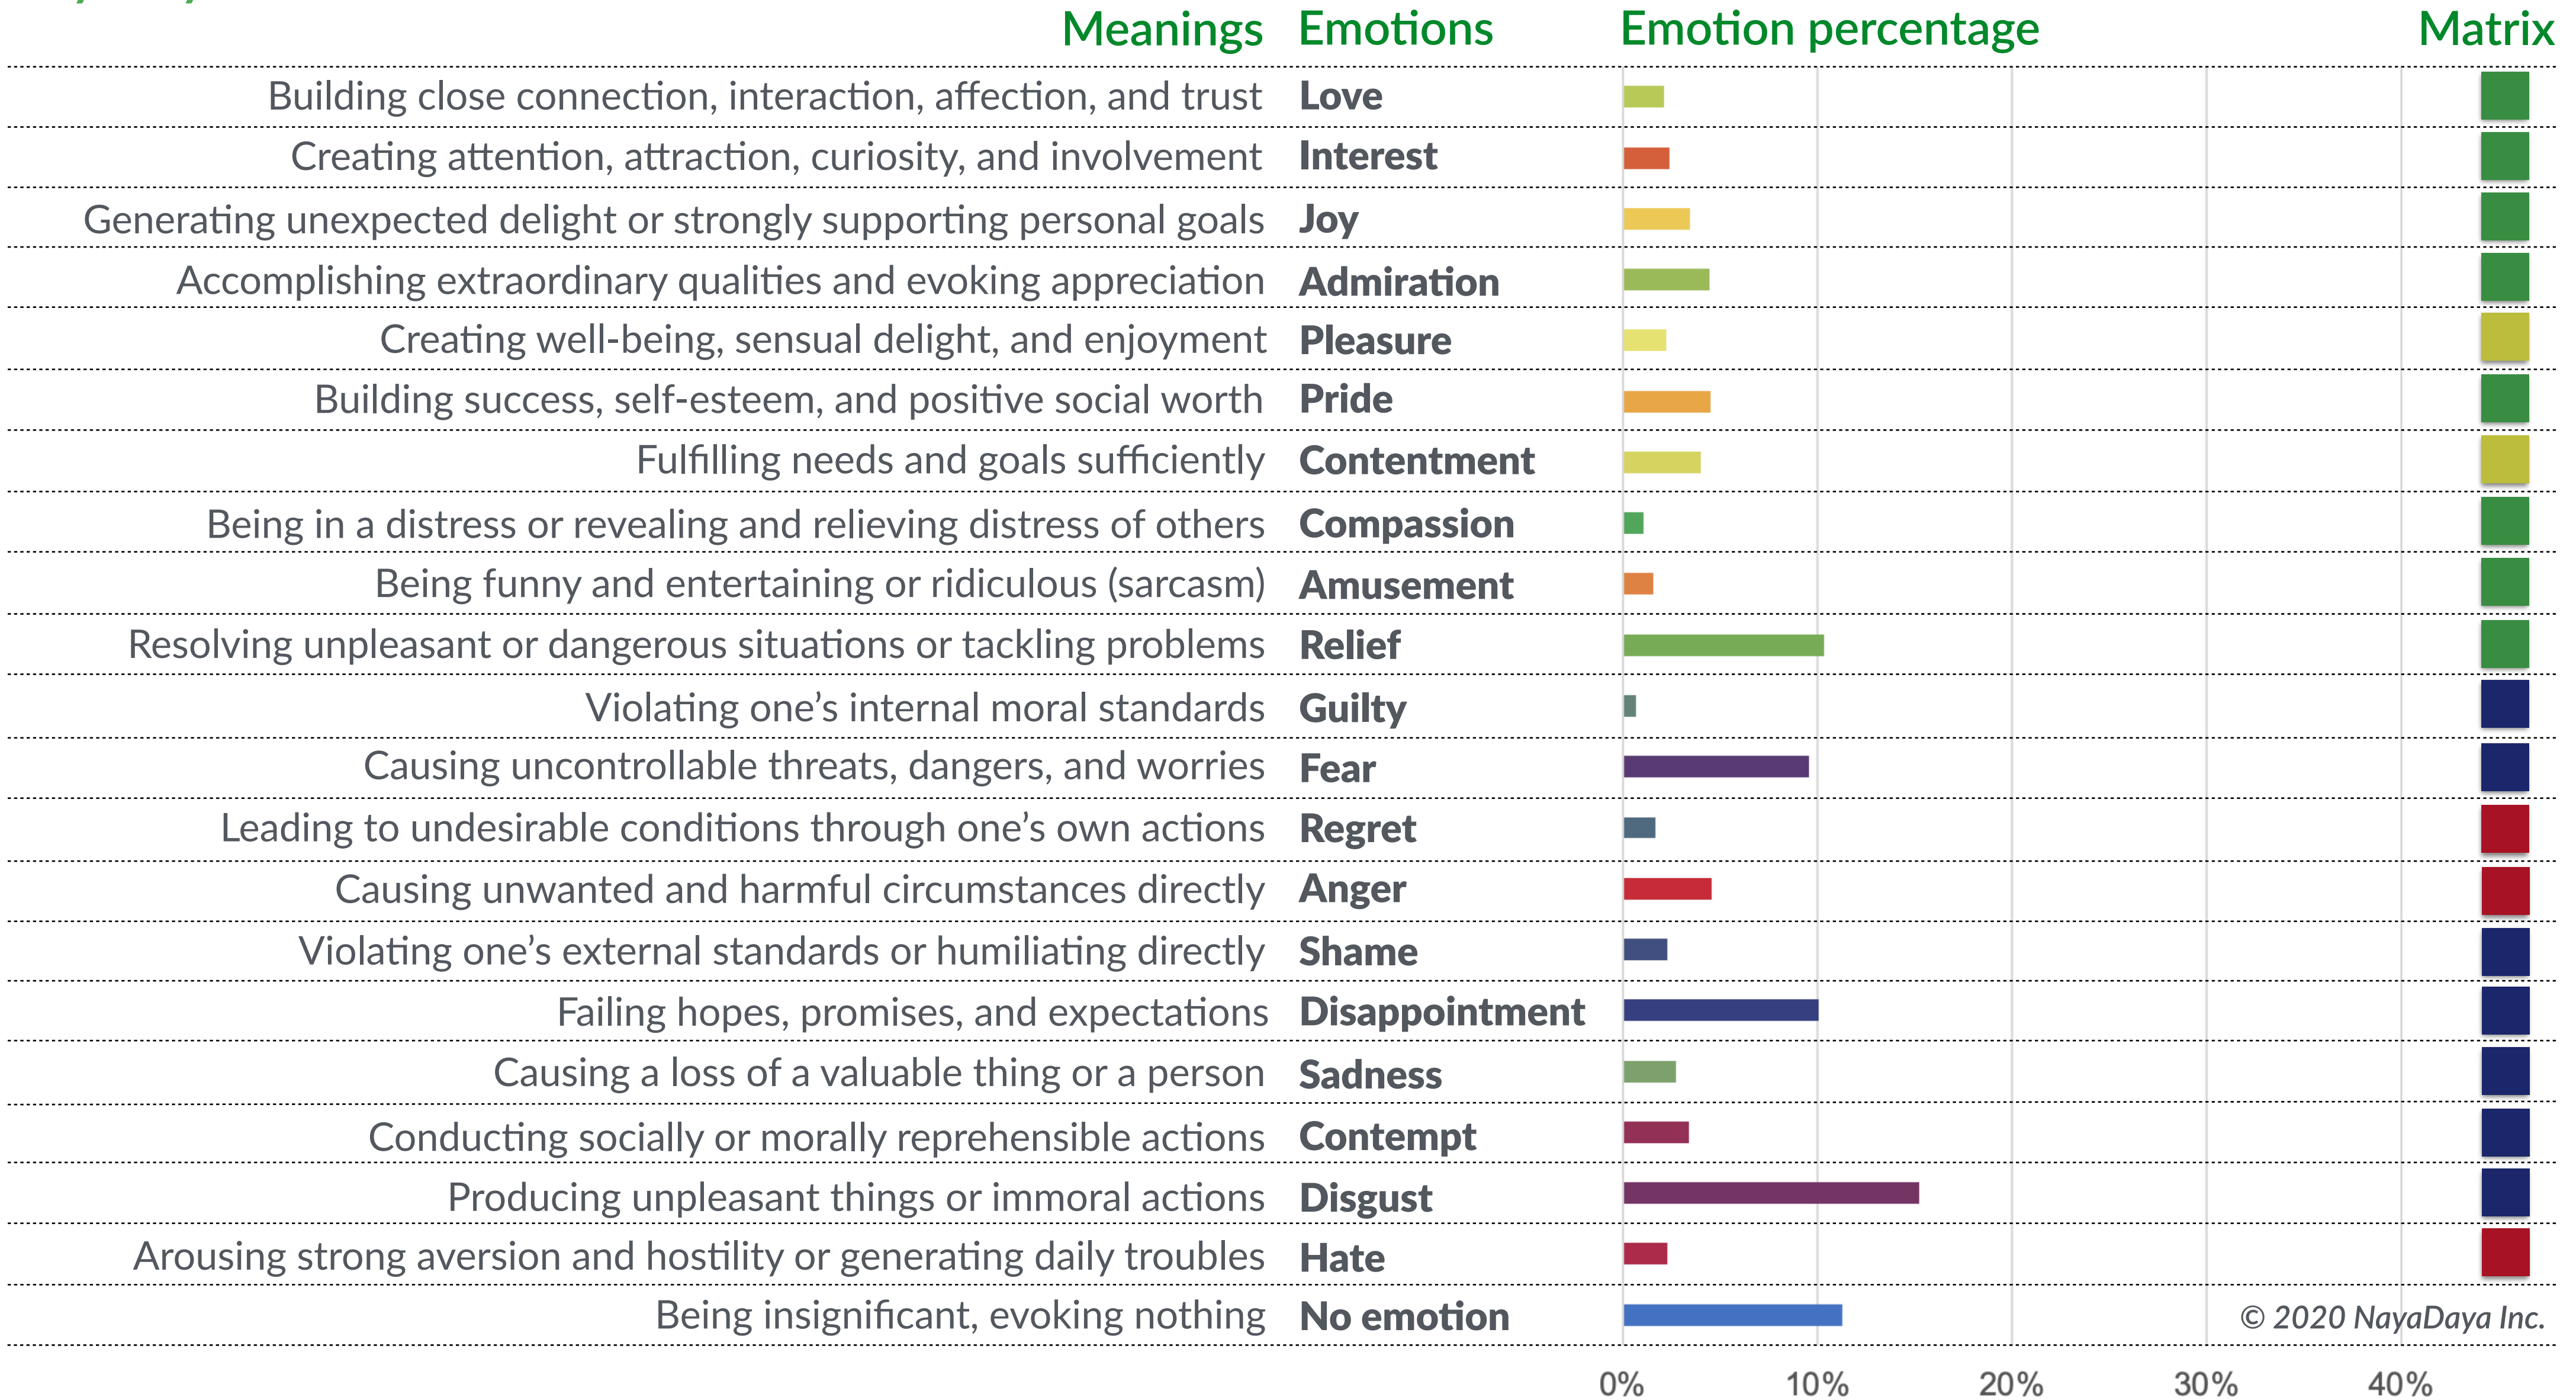 Meanings Emotions Emotion percentage Matrix
Building close connection, interaction, affection, and trust Love
Creating attention, attraction, curiosity, and involvement Interest
Generating unexpected delight or strongly supporting personal goals Joy
Accomplishing extraordinary qualities and evoking appreciation Admiration
Creating well-being, sensual delight, and enjoyment Pleasure
Building success, self-esteem, and positive social worth Pride
Fulfilling needs and goals sufficiently Contentment
Being in a distress or revealing and relieving distress of others Compassion
Being funny and entertaining or ridiculous (sarcasm) Amusement
Resolving unpleasant or dangerous situations or tackling problems Relief
Violating one’s internal moral standards Guilty
Causing uncontrollable threats, dangers, and worries Fear
Leading to undesirable conditions through one’s own actions Regret
Causing unwanted and harmful circumstances directly Anger
Violating one’s external standards or humiliating directly Shame
Failing hopes, promises, and expectations Disappointment
Causing a loss of a valuable thing or a person Sadness
Conducting socially or morally reprehensible actions Contempt
Producing unpleasant things or immoral actions Disgust
Arousing strong aversion and hostility or generating daily troubles Hate
Being insignificant, evoking nothing No emotion © 2020 NayaDaya Inc.
0% 10% 20% 30% 40%